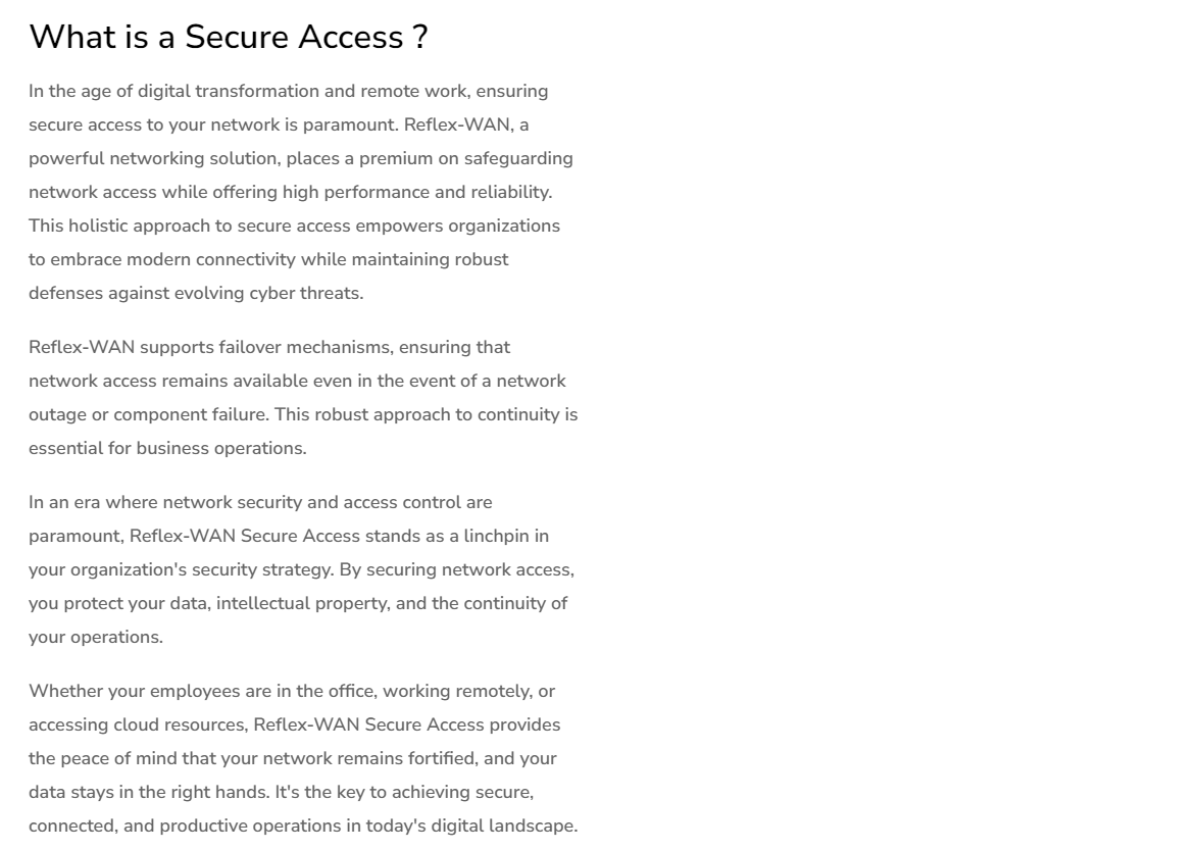 What is a Secure Access ?
In the age of digital transformation and remote work, ensuring
secure access to your network is paramount. Reflex-WAN, a
powerful networking solution, places a premium on safeguarding
network access while offering high performance and reliability.
This holistic approach to secure access empowers organizations
to embrace modern connectivity while maintaining robust
defenses against evolving cyber threats.
Reflex-WAN supports failover mechanisms, ensuring that
network access remains available even in the event of a network
outage or component failure. This robust approach to continuity is
essential for business operations.
In an era where network security and access control are
paramount, Reflex-WAN Secure Access stands as a linchpin in
your organization's security strategy. By securing network access,
you protect your data, intellectual property, and the continuity of
your operations.
Whether your employees are in the office, working remotely, or
accessing cloud resources, Reflex-WAN Secure Access provides
the peace of mind that your network remains fortified, and your
data stays in the right hands. It's the key to achieving secure,
connected, and productive operations in today's digital landscape.